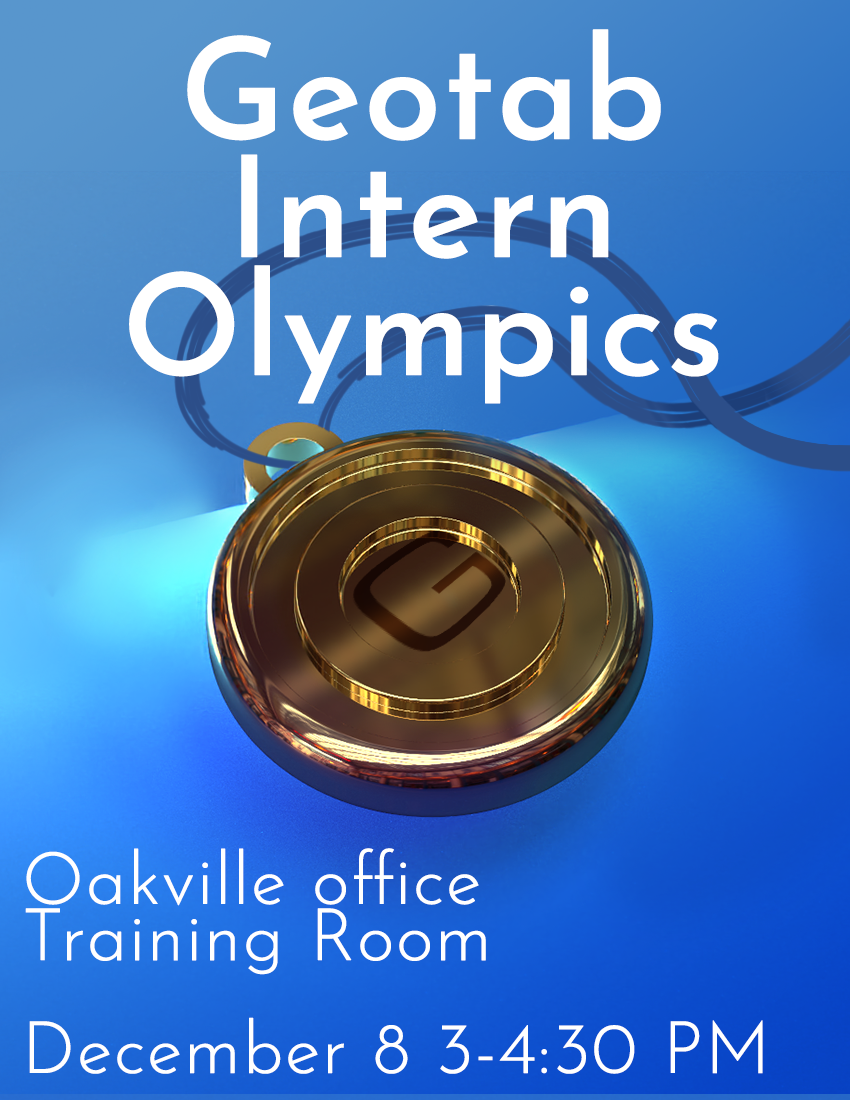 Geotab
Intern
Olympics
G
Oakville office
Training Room
December 8 3-4:30 PM